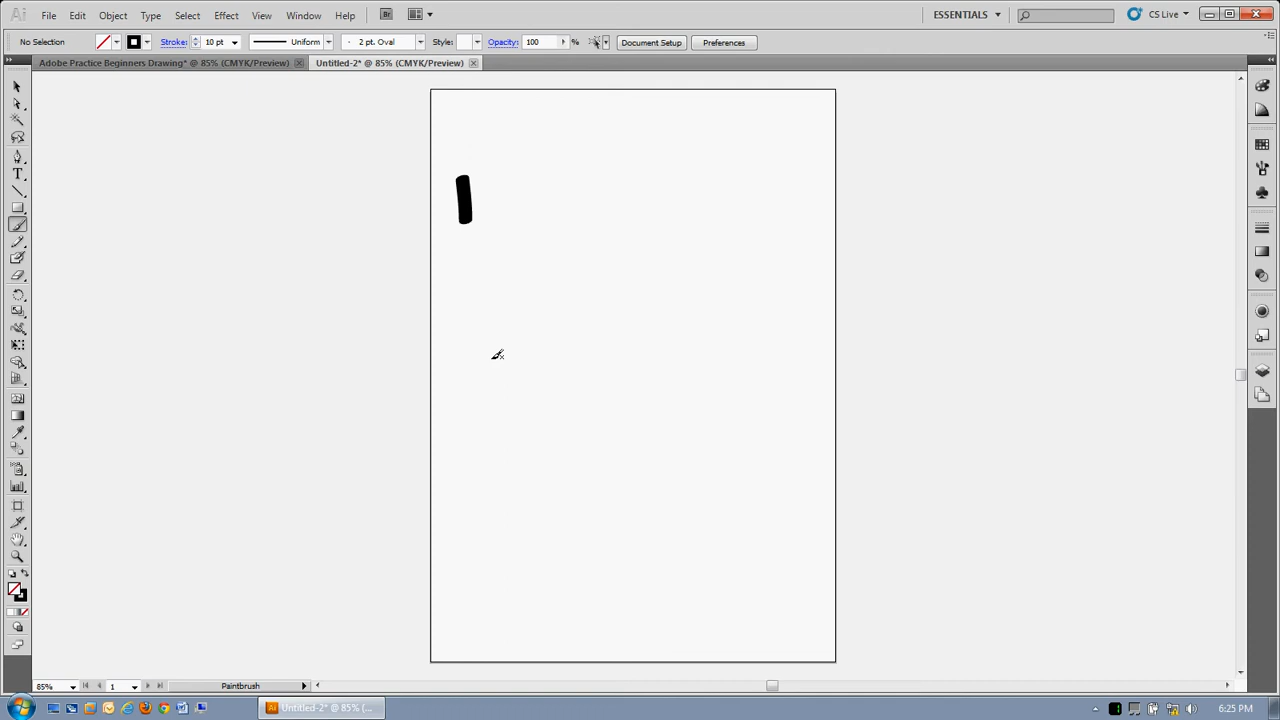 Ai File Edit Object Type Select Effect View Window Help Br ESSENTIALS CS Live
No Selection Stroke: 10 pt Uniform 2 pt. Oval Style: Opacity: 100 % Document Setup Preferences
Adobe Practice Beginners Drawing* @ 85% (CMYK/Preview) Untitled-2* @ 85% (CMYK/Preview)
T
85% 1 Paintbrush
Ai Untitled-2* @ 85% (... 6:25 PM